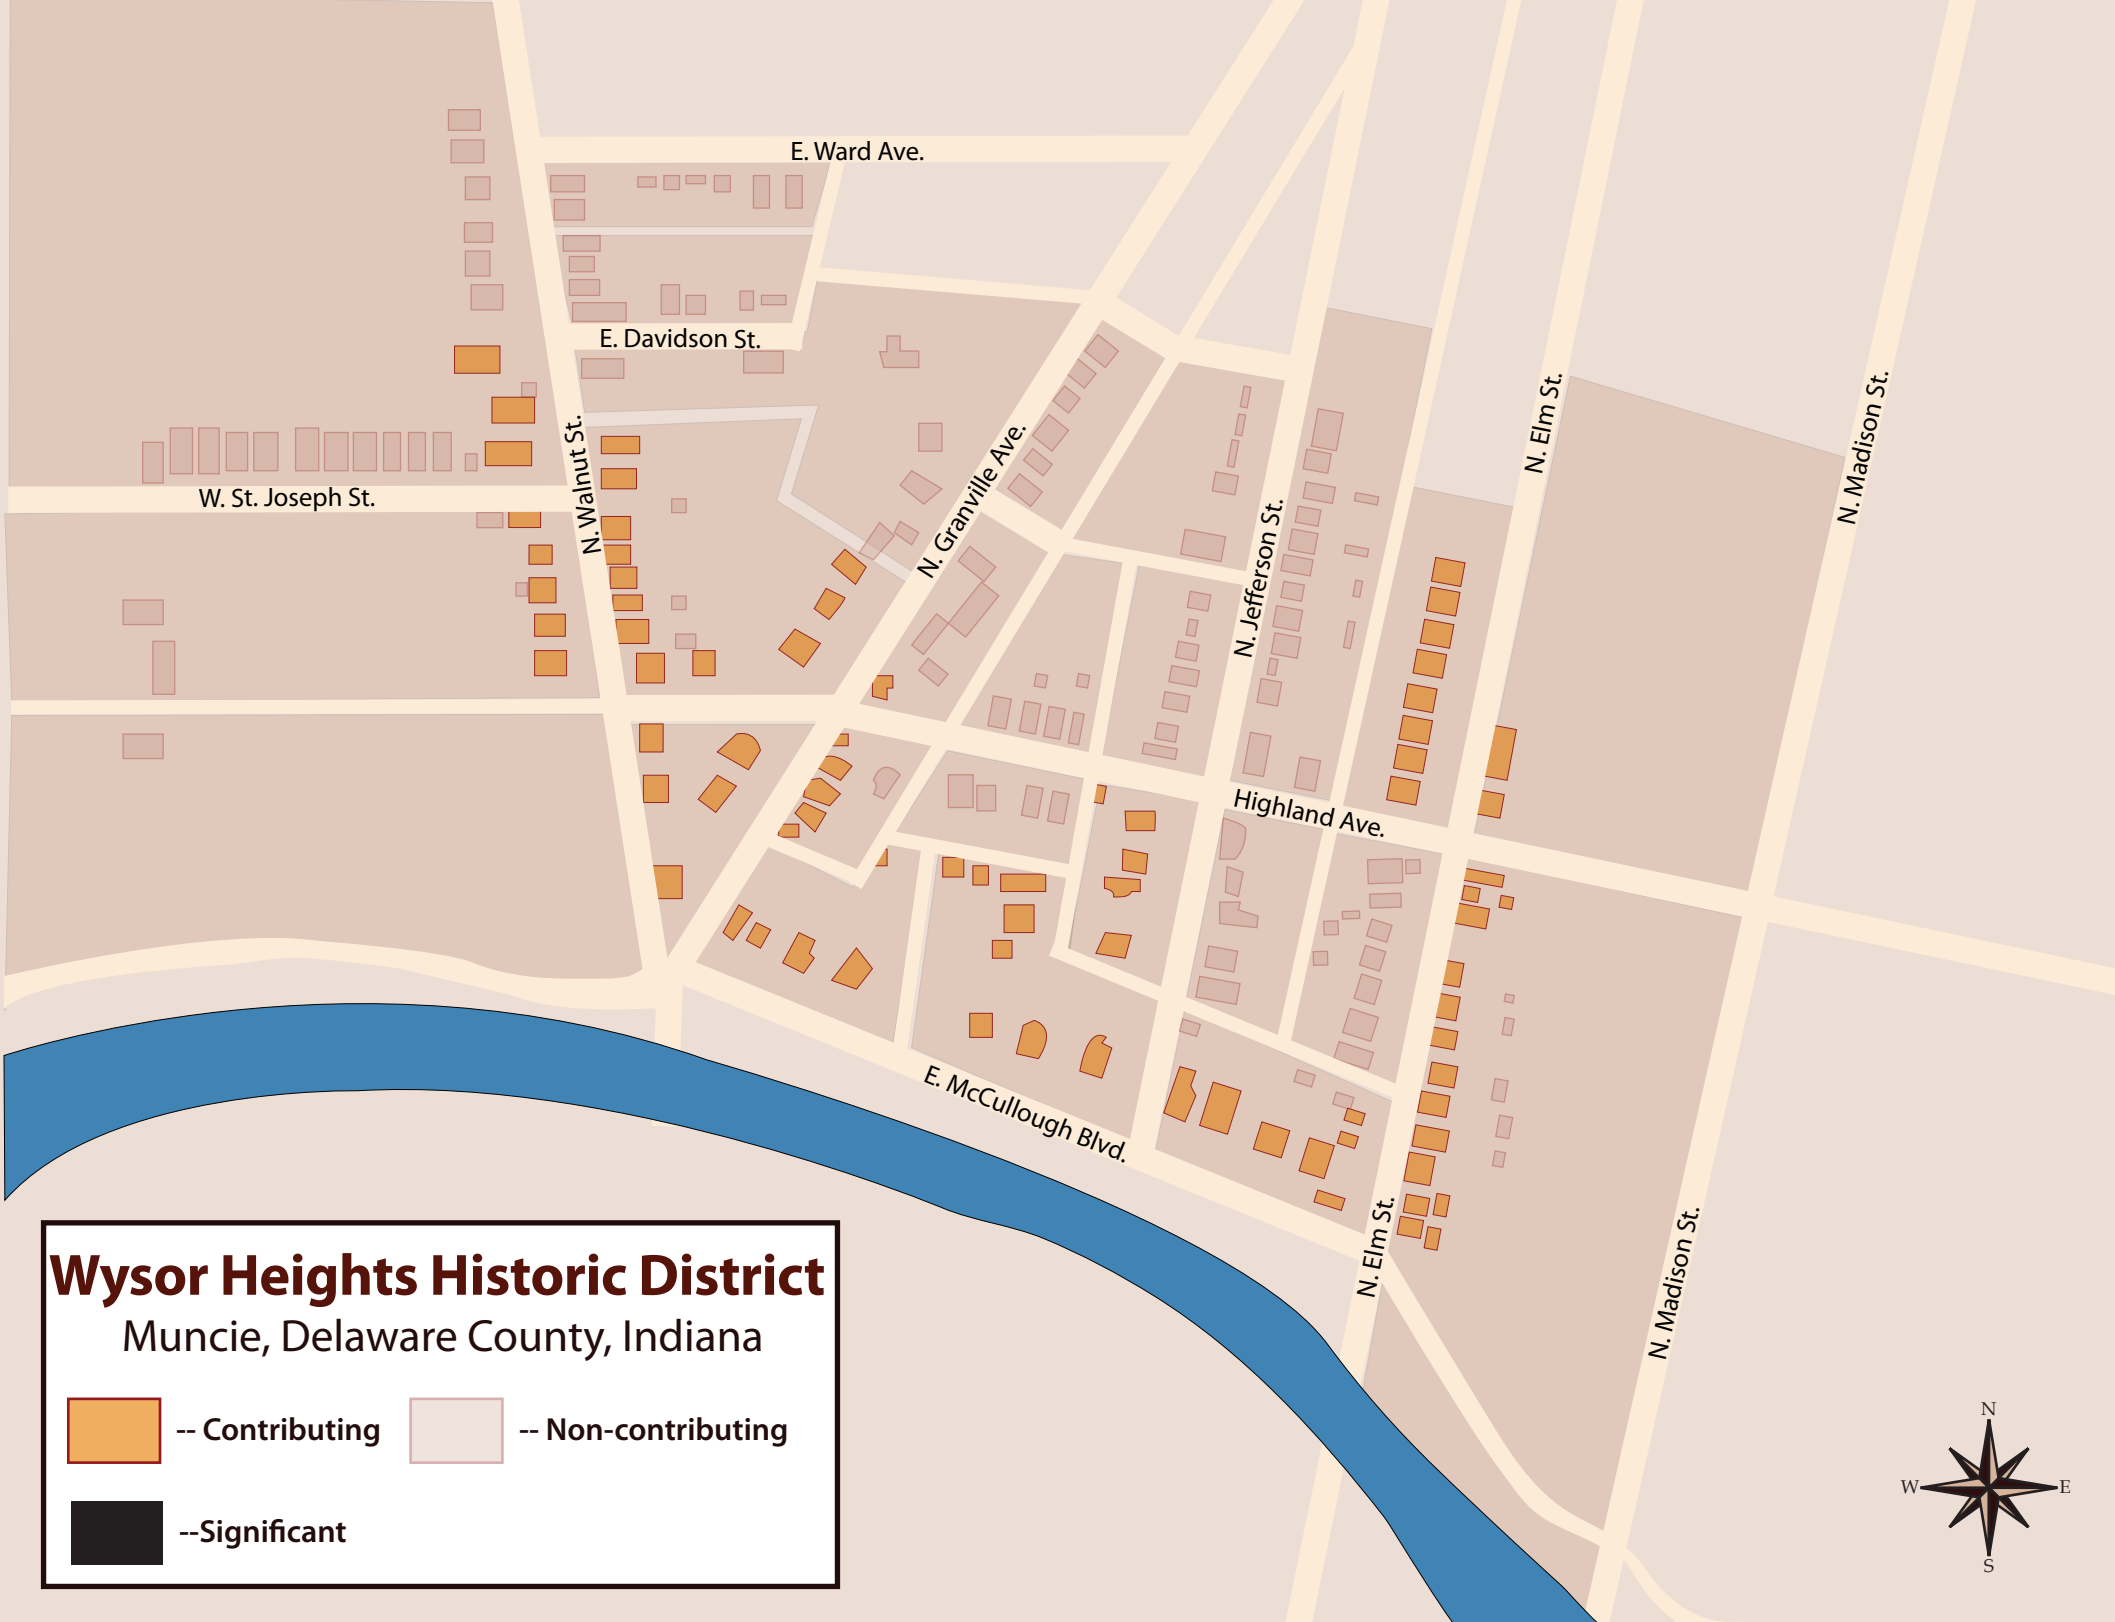 E. Ward Ave.
E. Davidson St.
N. Walnut St.
W. St. Joseph St.
N. Granville Ave.
N. Jefferson St.
N. Elm St.
N. Madison St.
Highland Ave.
E. McCullough Blvd.
N. Elm St.
N. Madison St.
Wysor Heights Historic District
Muncie, Delaware County, Indiana
-- Contributing
-- Non-contributing
--Significant
N
W
E
S